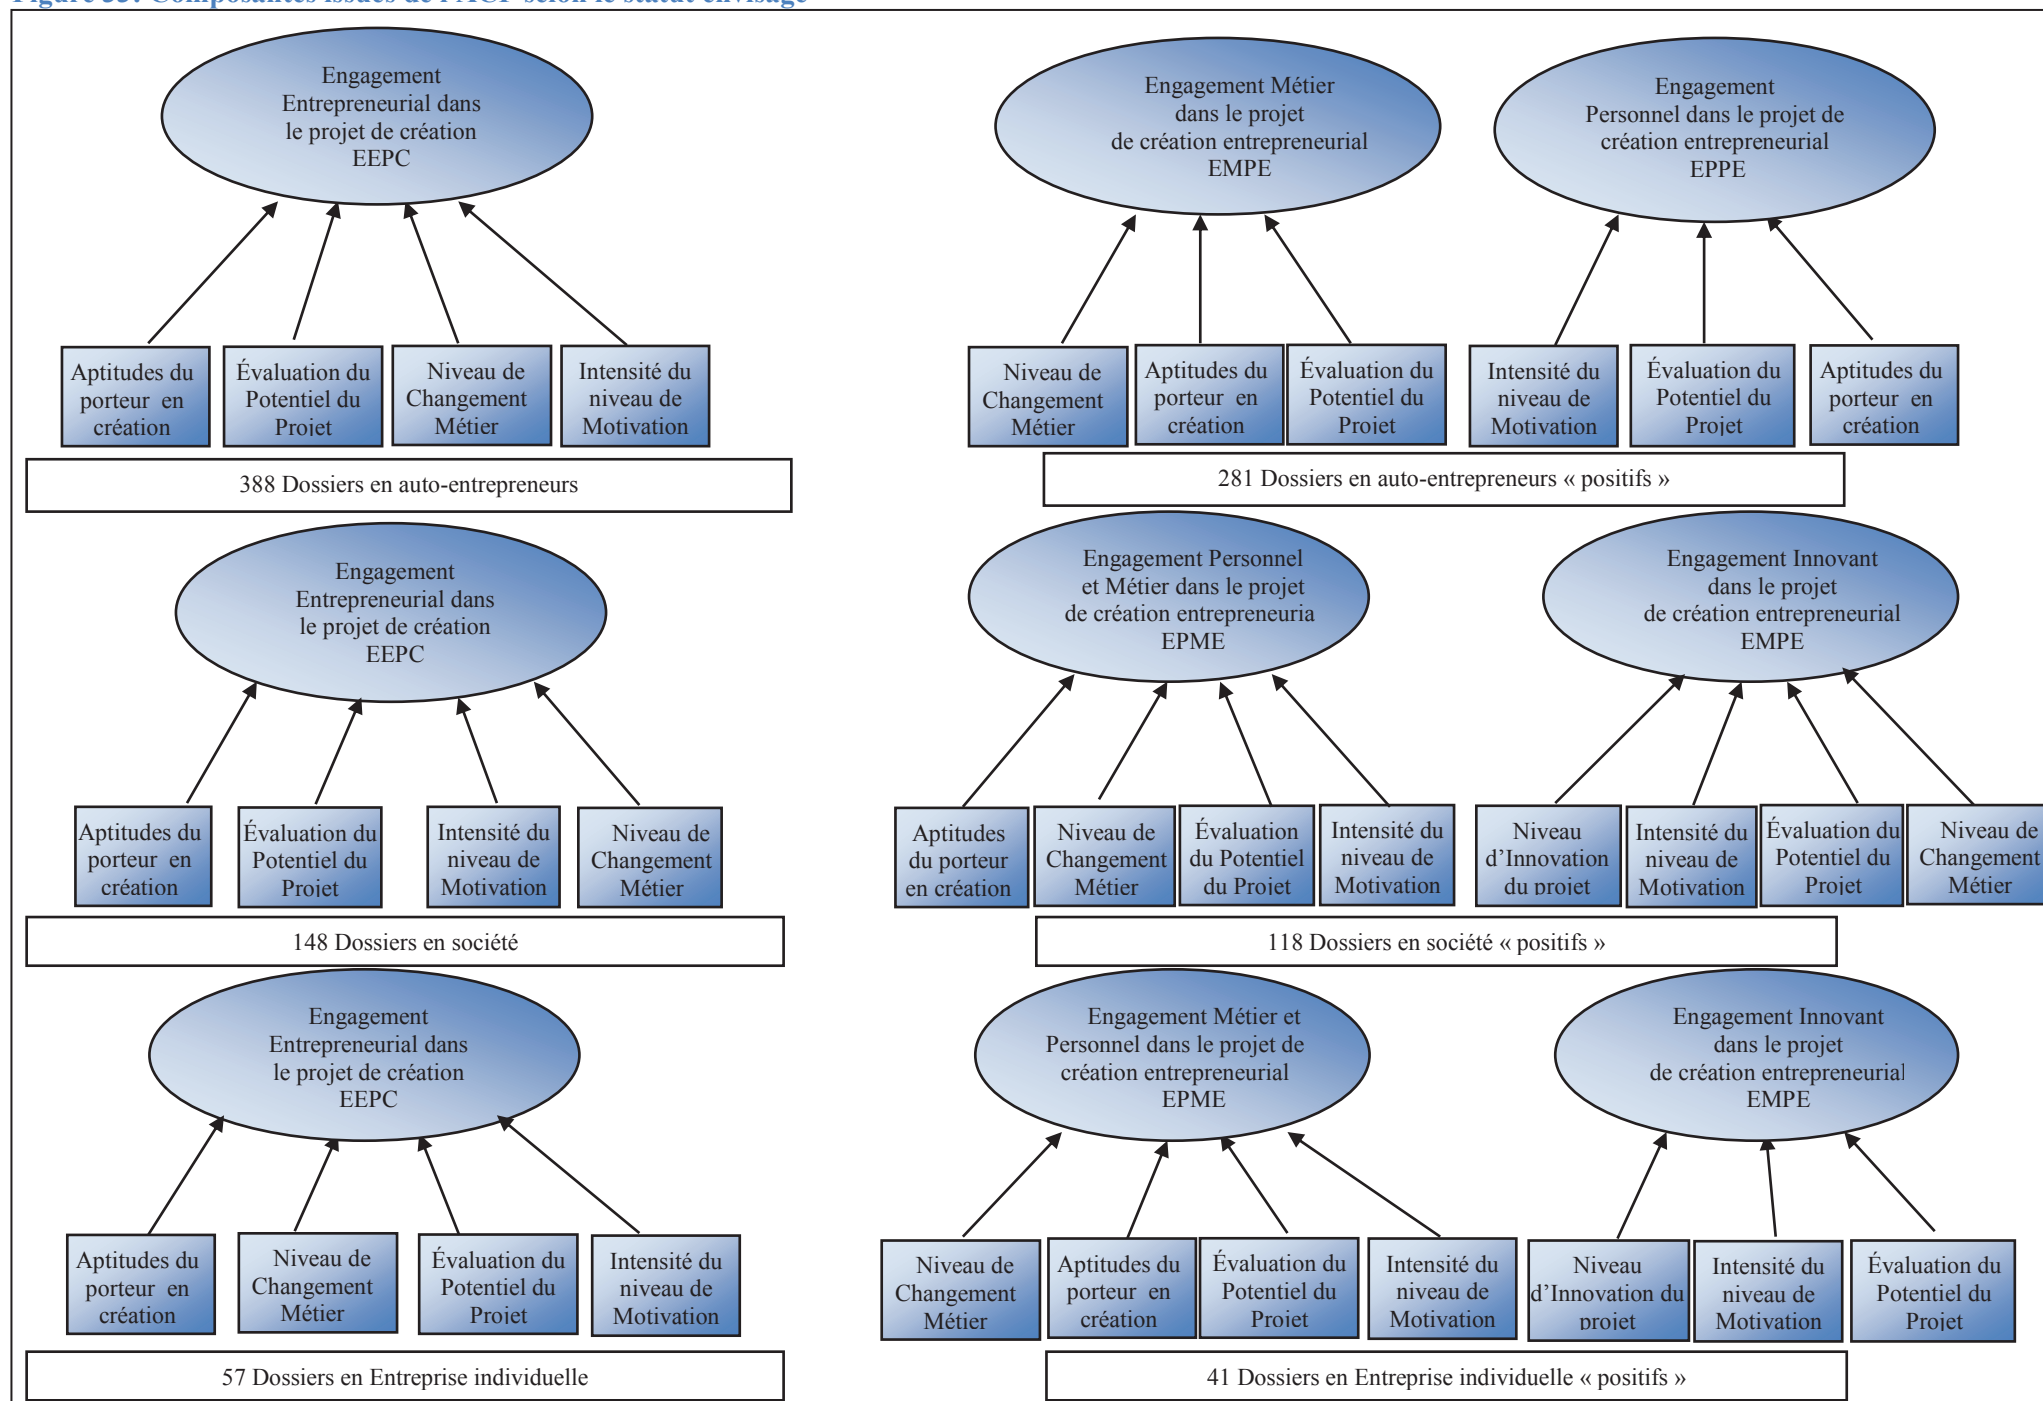 Figure 35: Composantes issues de l'ACP selon le statut envisagé
Engagement
Entrepreneurial dans
le projet de création
EEPC
Engagement Métier
dans le projet
de création entrepreneurial
EMPE
Engagement
Personnel dans le projet de
création entrepreneurial
EPPE
Aptitudes du
porteur en
création
Évaluation du
Potentiel du
Projet
Niveau de
Changement
Métier
Intensité du
niveau de
Motivation
Niveau de
Changement
Métier
Aptitudes du
porteur en
création
Évaluation du
Potentiel du
Projet
Intensité du
niveau de
Motivation
Évaluation du
Potentiel du
Projet
Aptitudes du
porteur en
création
388 Dossiers en auto-entrepreneurs
281 Dossiers en auto-entrepreneurs « positifs »
Engagement
Entrepreneurial dans
le projet de création
EEPC
Engagement Personnel
et Métier dans le projet
de création entrepreneuria
EPME
Engagement Innovant
dans le projet
de création entrepreneurial
EMPE
Aptitudes du
porteur en
création
Évaluation du
Potentiel du
Projet
Intensité du
niveau de
Motivation
Niveau de
Changement
Métier
Aptitudes
du porteur
en création
Niveau de
Changement
Métier
Évaluation
du Potentiel
du Projet
Intensité du
niveau de
Motivation
Niveau
d'Innovation
du projet
Intensité du
niveau de
Motivation
Évaluation du
Potentiel du
Projet
Niveau de
Changement
Métier
148 Dossiers en société
118 Dossiers en société « positifs »
Engagement
Entrepreneurial dans
le projet de création
EEPC
Engagement Métier et
Personnel dans le projet de
création entrepreneurial
EPME
Engagement Innovant
dans le projet
de création entrepreneurial
EMPE
Aptitudes du
porteur en
création
Niveau de
Changement
Métier
Évaluation du
Potentiel du
Projet
Intensité du
niveau de
Motivation
Niveau de
Changement
Métier
Aptitudes du
porteur en
création
Évaluation du
Potentiel du
Projet
Intensité du
niveau de
Motivation
Niveau
d'Innovation du
projet
Intensité du
niveau de
Motivation
Évaluation du
Potentiel du
Projet
57 Dossiers en Entreprise individuelle
41 Dossiers en Entreprise individuelle « positifs »